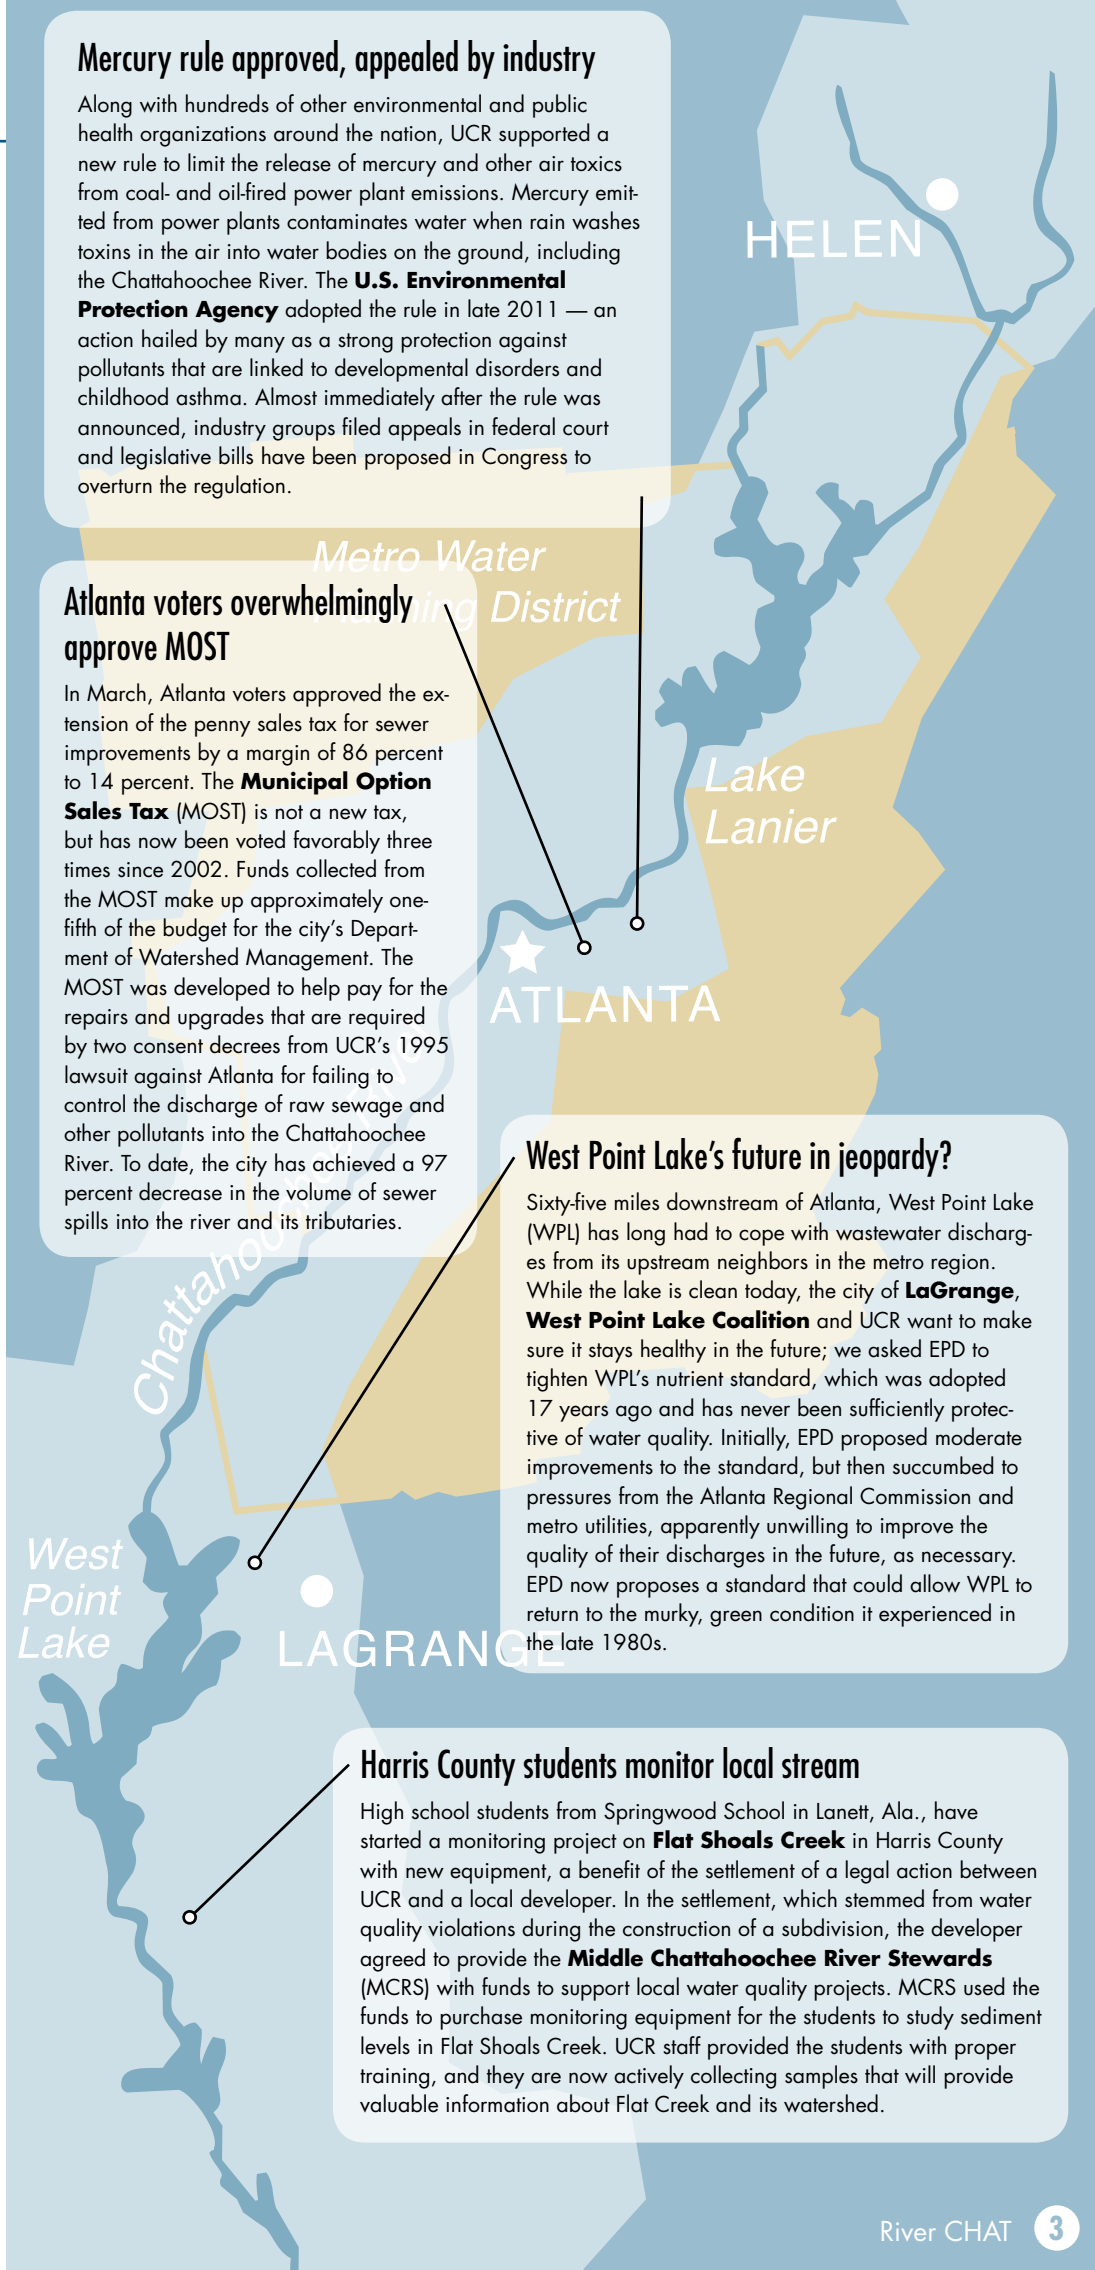 Mercury rule approved, appealed by industry
Along with hundreds of other environmental and public
health organizations around the nation, UCR supported a
new rule to limit the release of mercury and other air toxics
from coal- and oil-fired power plant emissions. Mercury emit-
ted from power plants contaminates water when rain washes
toxins in the air into water bodies on the ground, including
the Chattahoochee River. The U.S. Environmental
Protection Agency adopted the rule in late 2011 — an
action hailed by many as a strong protection against
pollutants that are linked to developmental disorders and
childhood asthma. Almost immediately after the rule was
announced, industry groups filed appeals in federal court
and legislative bills have been proposed in Congress to
overturn the regulation.
HELEN
Metro Water
Planning District
Atlanta voters overwhelmingly
approve MOST
In March, Atlanta voters approved the ex-
tension of the penny sales tax for sewer
improvements by a margin of 86 percent
to 14 percent. The Municipal Option
Sales Tax (MOST) is not a new tax,
but has now been voted favorably three
times since 2002. Funds collected from
the MOST make up approximately one-
fifth of the budget for the city's Depart-
ment of Watershed Management. The
MOST was developed to help pay for the
repairs and upgrades that are required
by two consent decrees from UCR's 1995
lawsuit against Atlanta for failing to
control the discharge of raw sewage and
other pollutants into the Chattahoochee
River. To date, the city has achieved a 97
percent decrease in the volume of sewer
spills into the river and its tributaries.
Lake
Lanier
ATLANTA
Chattahoochee River
West Point Lake's future in jeopardy?
Sixty-five miles downstream of Atlanta, West Point Lake
(WPL) has long had to cope with wastewater discharg-
es from its upstream neighbors in the metro region.
While the lake is clean today, the city of LaGrange,
West Point Lake Coalition and UCR want to make
sure it stays healthy in the future; we asked EPD to
tighten WPL's nutrient standard, which was adopted
17 years ago and has never been sufficiently protec-
tive of water quality. Initially, EPD proposed moderate
improvements to the standard, but then succumbed to
pressures from the Atlanta Regional Commission and
metro utilities, apparently unwilling to improve the
quality of their discharges in the future, as necessary.
EPD now proposes a standard that could allow WPL to
return to the murky, green condition it experienced in
the late 1980s.
West
Point
Lake
LAGRANGE
Harris County students monitor local stream
High school students from Springwood School in Lanett, Ala., have
started a monitoring project on Flat Shoals Creek in Harris County
with new equipment, a benefit of the settlement of a legal action between
UCR and a local developer. In the settlement, which stemmed from water
quality violations during the construction of a subdivision, the developer
agreed to provide the Middle Chattahoochee River Stewards
(MCRS) with funds to support local water quality projects. MCRS used the
funds to purchase monitoring equipment for the students to study sediment
levels in Flat Shoals Creek. UCR staff provided the students with proper
training, and they are now actively collecting samples that will provide
valuable information about Flat Creek and its watershed.
River CHAT 3